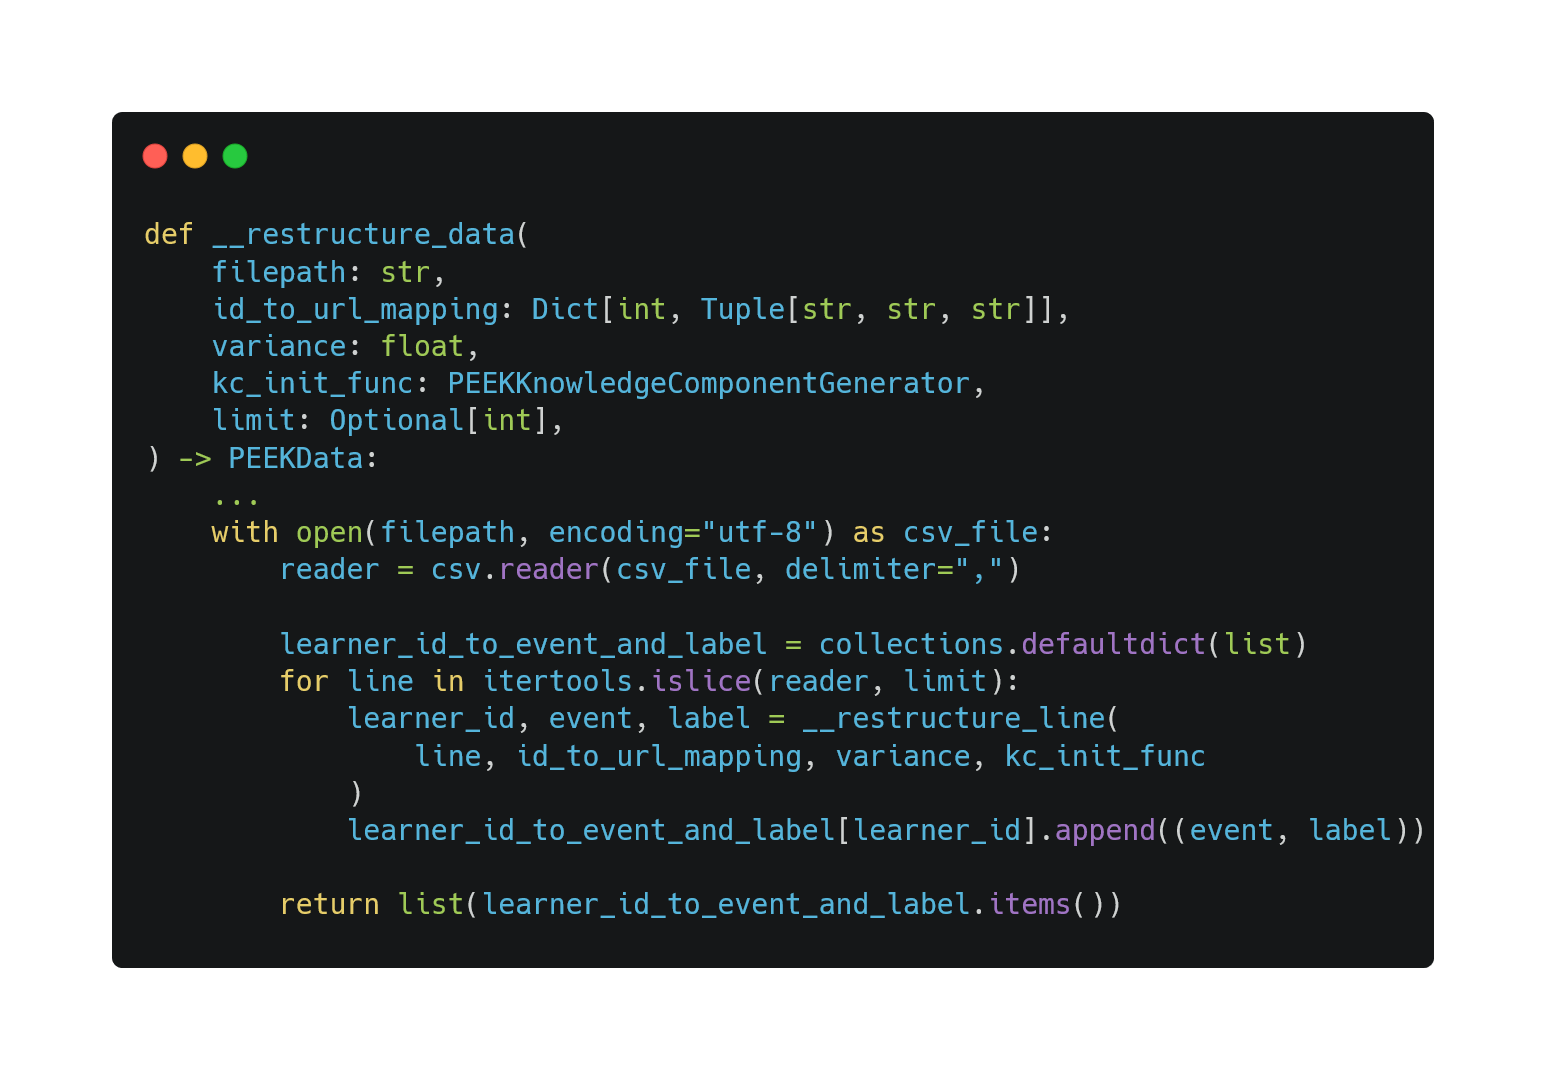 def __restructure_data(
    filepath: str,
    id_to_url_mapping: Dict[int, Tuple[str, str, str]],
    variance: float,
    kc_init_func: PEEKKnowledgeComponentGenerator,
    limit: Optional[int],
) -> PEEKData:
    ...
    with open(filepath, encoding="utf-8") as csv_file:
        reader = csv.reader(csv_file, delimiter=",")

        learner_id_to_event_and_label = collections.defaultdict(list)
        for line in itertools.islice(reader, limit):
            learner_id, event, label = __restructure_line(
                line, id_to_url_mapping, variance, kc_init_func
            )
            learner_id_to_event_and_label[learner_id].append((event, label))

        return list(learner_id_to_event_and_label.items())